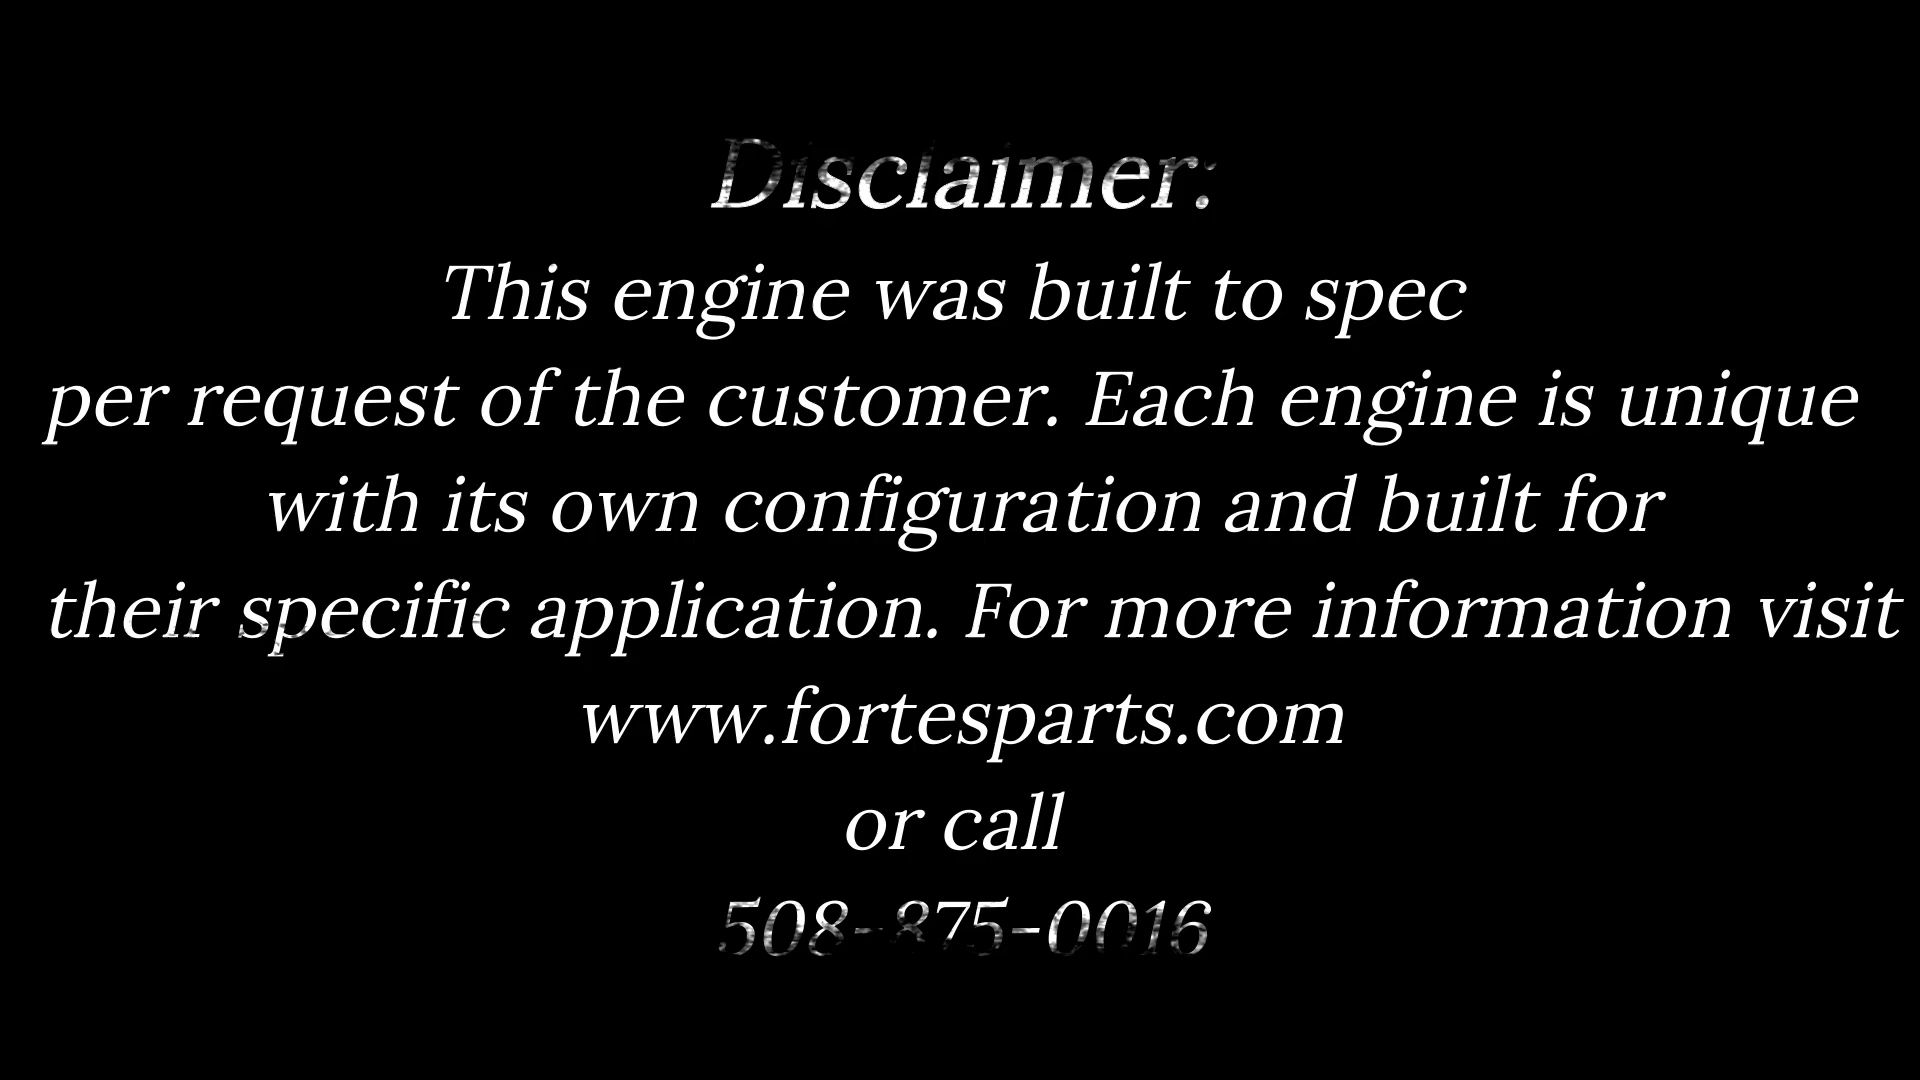 Disclaimer:
This engine was built to spec
per request of the customer. Each engine is unique
with its own configuration and built for
their specific application. For more information visit
www.fortesparts.com
or call
508-875-0016